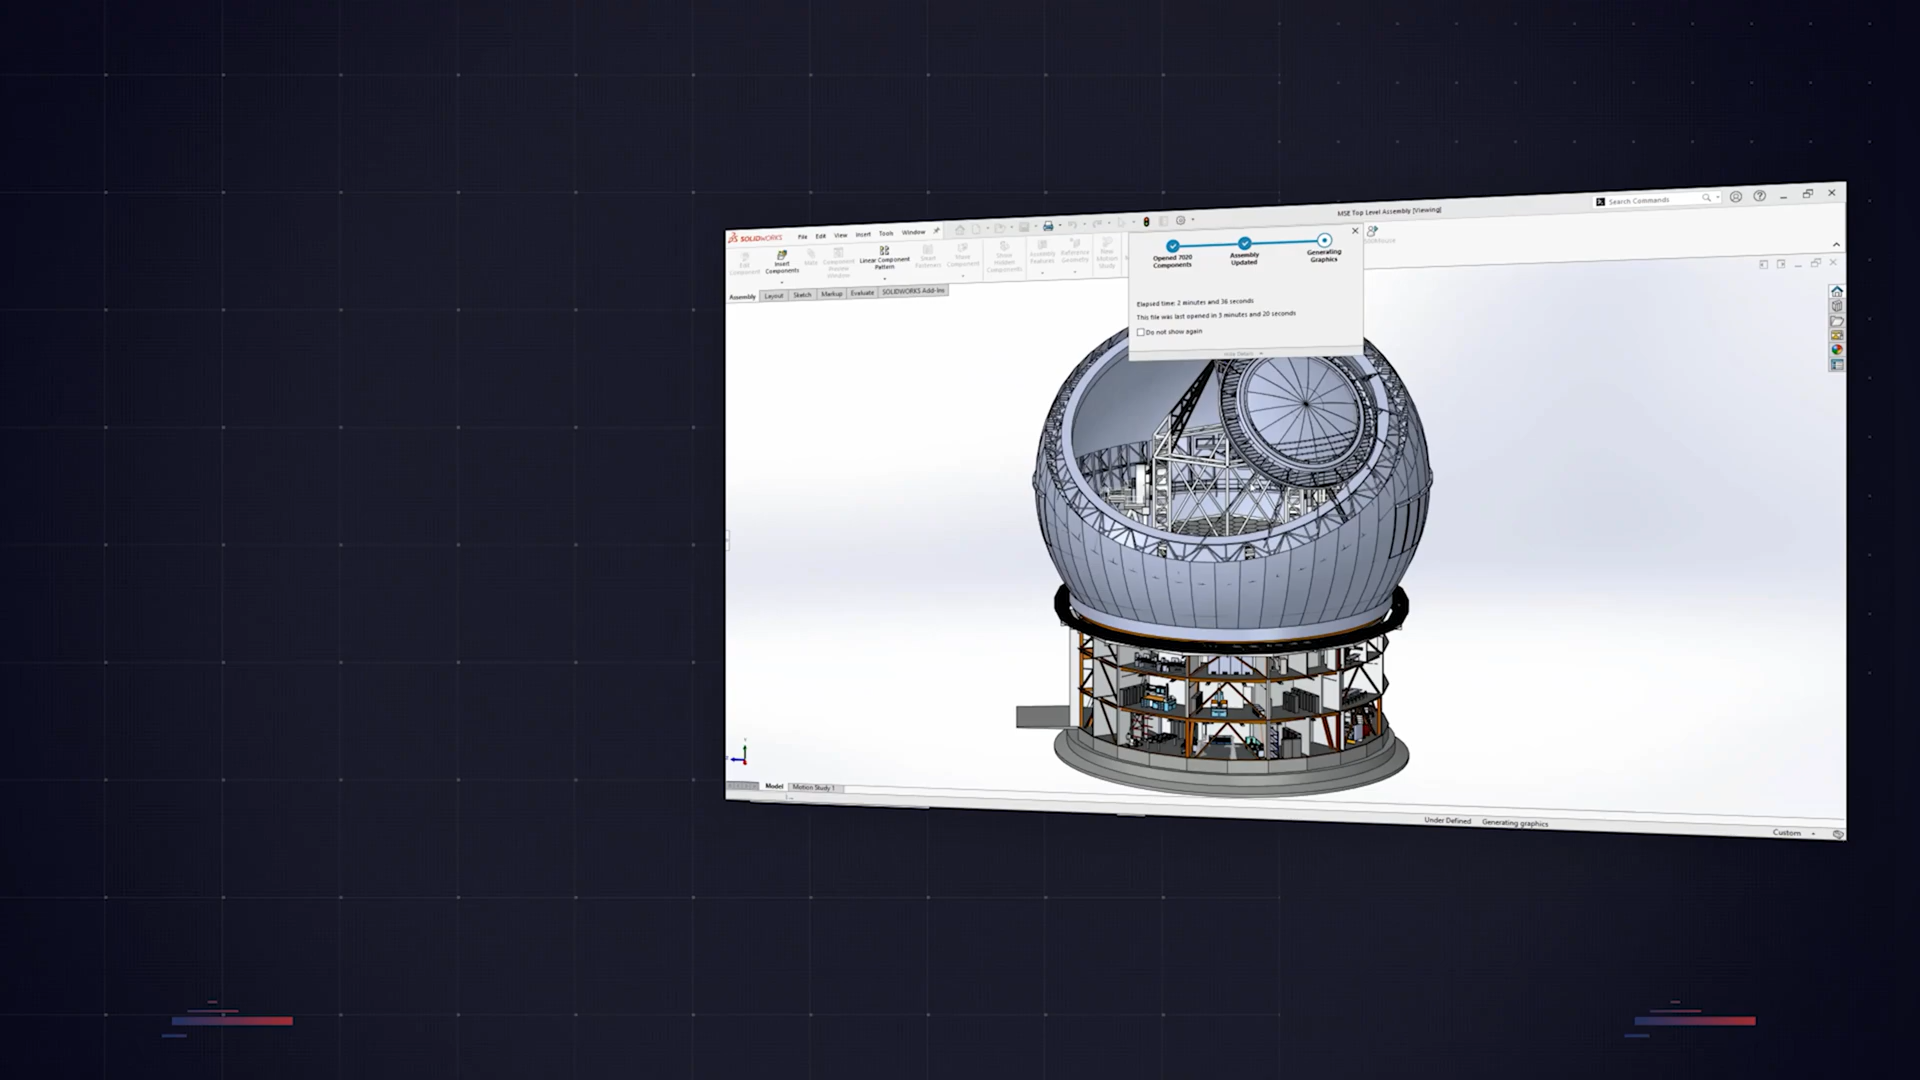 MSE Top Level Assembly [Viewing]
Search Commands
SOLIDWORKS
File Edit View Insert Tools Window
Edit Component
Insert Components
Mate
Component Preview Window
Linear Component Pattern
Smart Fasteners
Move Component
Show Hidden Components
Assembly Features
Reference Geometry
New Motion Study
Assembly Layout Sketch Markup Evaluate SOLIDWORKS Add-Ins
Opened 7020 Components
Assembly Updated
Generating Graphics
Elapsed time: 2 minutes and 36 seconds
This file was last opened in 3 minutes and 20 seconds
Do not show again
Hide Details
Model Motion Study 1
Under Defined Generating graphics
Custom